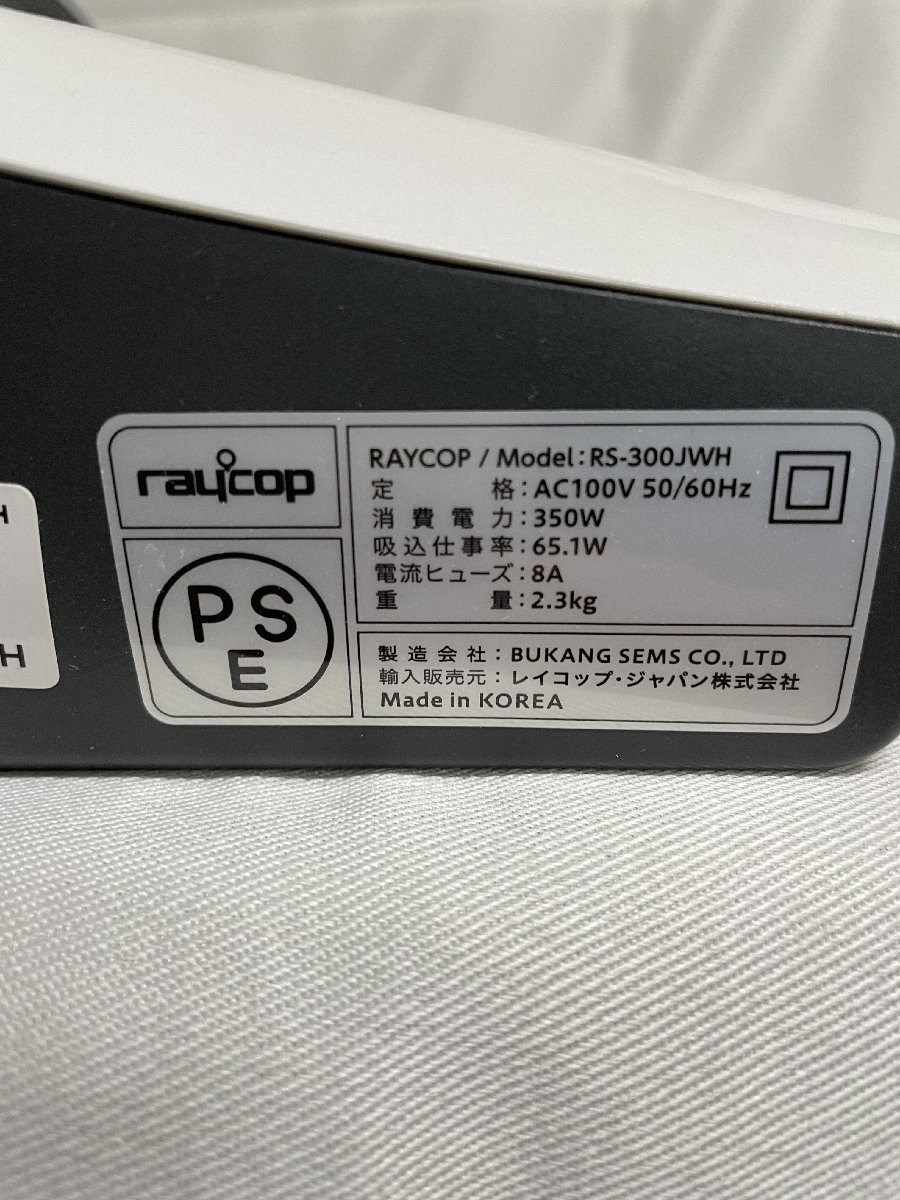 H
H
raycop
PS
E
RAYCOP / Model:RS-300JWH
定格:AC100V 50/60Hz
消費電力:350W
吸込仕事率:65.1W
電流ヒューズ:8A
重量:2.3kg
製造会社:BUKANG SEMS CO., LTD
輸入販売元:レイコップ・ジャパン株式会社
Made in KOREA